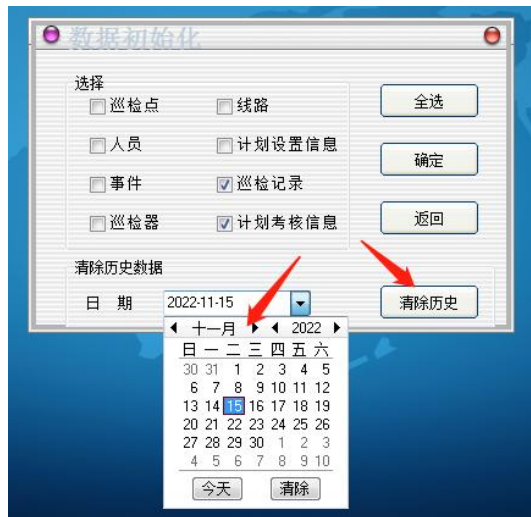 数据初始化
选择
巡检点 线路 全选
人员 计划设置信息
确定
事件 巡检记录
巡检器 计划考核信息 返回
清除历史数据
日 期 2022-11-15 清除历史
十一月 2022
日 一 二 三 四 五 六
30 31 1 2 3 4 5
6 7 8 9 10 11 12
13 14 15 16 17 18 19
20 21 22 23 24 25 26
27 28 29 30 1 2 3
4 5 6 7 8 9 10
今天 清除